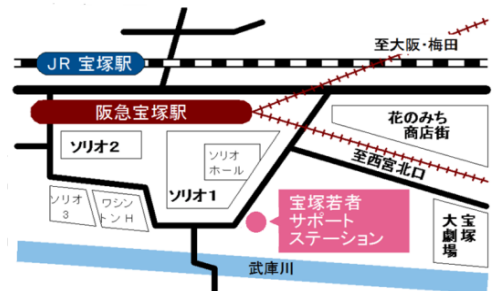 至大阪・梅田
JR 宝塚駅
阪急宝塚駅
花のみち
商店街
ソリオ2
ソリオ
ホール
至西宮北口
ソリオ1
ソリオ
3
ワシン
トンH
宝塚若者
サポート
ステーション
宝塚
大劇場
武庫川